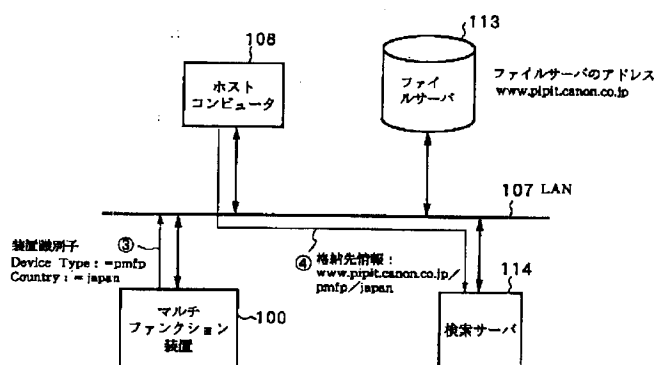 108
ホスト
コンピュータ
113
ファイ
ルサーバ
ファイルサーバのアドレス
www.pipit.canon.co.jp
107 LAN
装置識別子 ③
Device Type : =pmfp
Country : = japan
④ 格納先情報 :
www.pipit.canon.co.jp/
pmfp/japan
マルチ
ファンクション
装置
100
114
検索サーバ